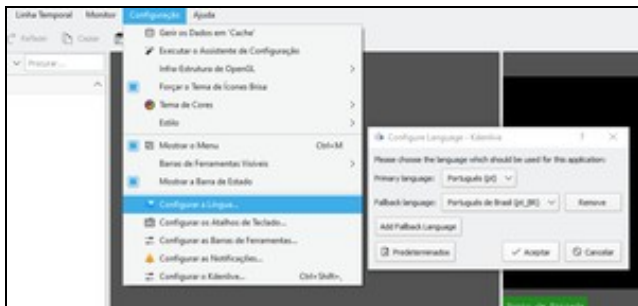 Linha Temporal Monitor Configuração Ajuda
Refazer Copiar
Procurar...
Gerir os Dados em 'Cache'
Executar o Assistente de Configuração
Infra-Estrutura de OpenGL
Forçar o Tema de Ícones Brisa
Tema de Cores
Estilo
Mostrar o Menu Ctrl+M
Barras de Ferramentas Visíveis
Mostrar a Barra de Estado
Configurar a Língua...
Configurar os Atalhos de Teclado...
Configurar as Barras de Ferramentas...
Configurar as Notificações...
Configurar o Kdenlive... Ctrl+Shift+,
Configure Language - Kdenlive
Please choose the language which should be used for this application:
Primary language: Português (pt)
Fallback language: Português do Brasil (pt_BR) Remove
Add Fallback Language
Predeterminados Aceptar Cancelar